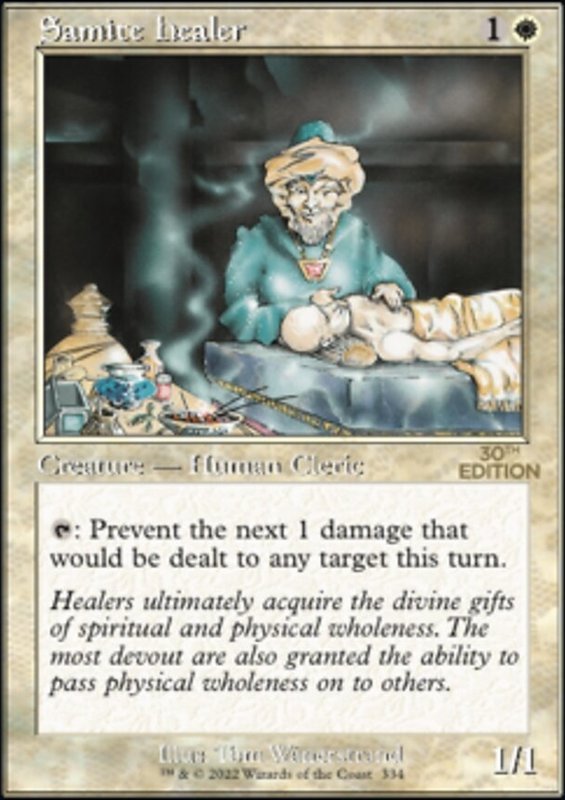 Samite Healer 1
Creature — Human Cleric
30TH
EDITION
: Prevent the next 1 damage that
would be dealt to any target this turn.
Healers ultimately acquire the divine gifts
of spiritual and physical wholeness. The
most devout are also granted the ability to
pass physical wholeness on to others.
Illus. Tom Wänerstrand
™ & © 2022 Wizards of the Coast 334
1/1